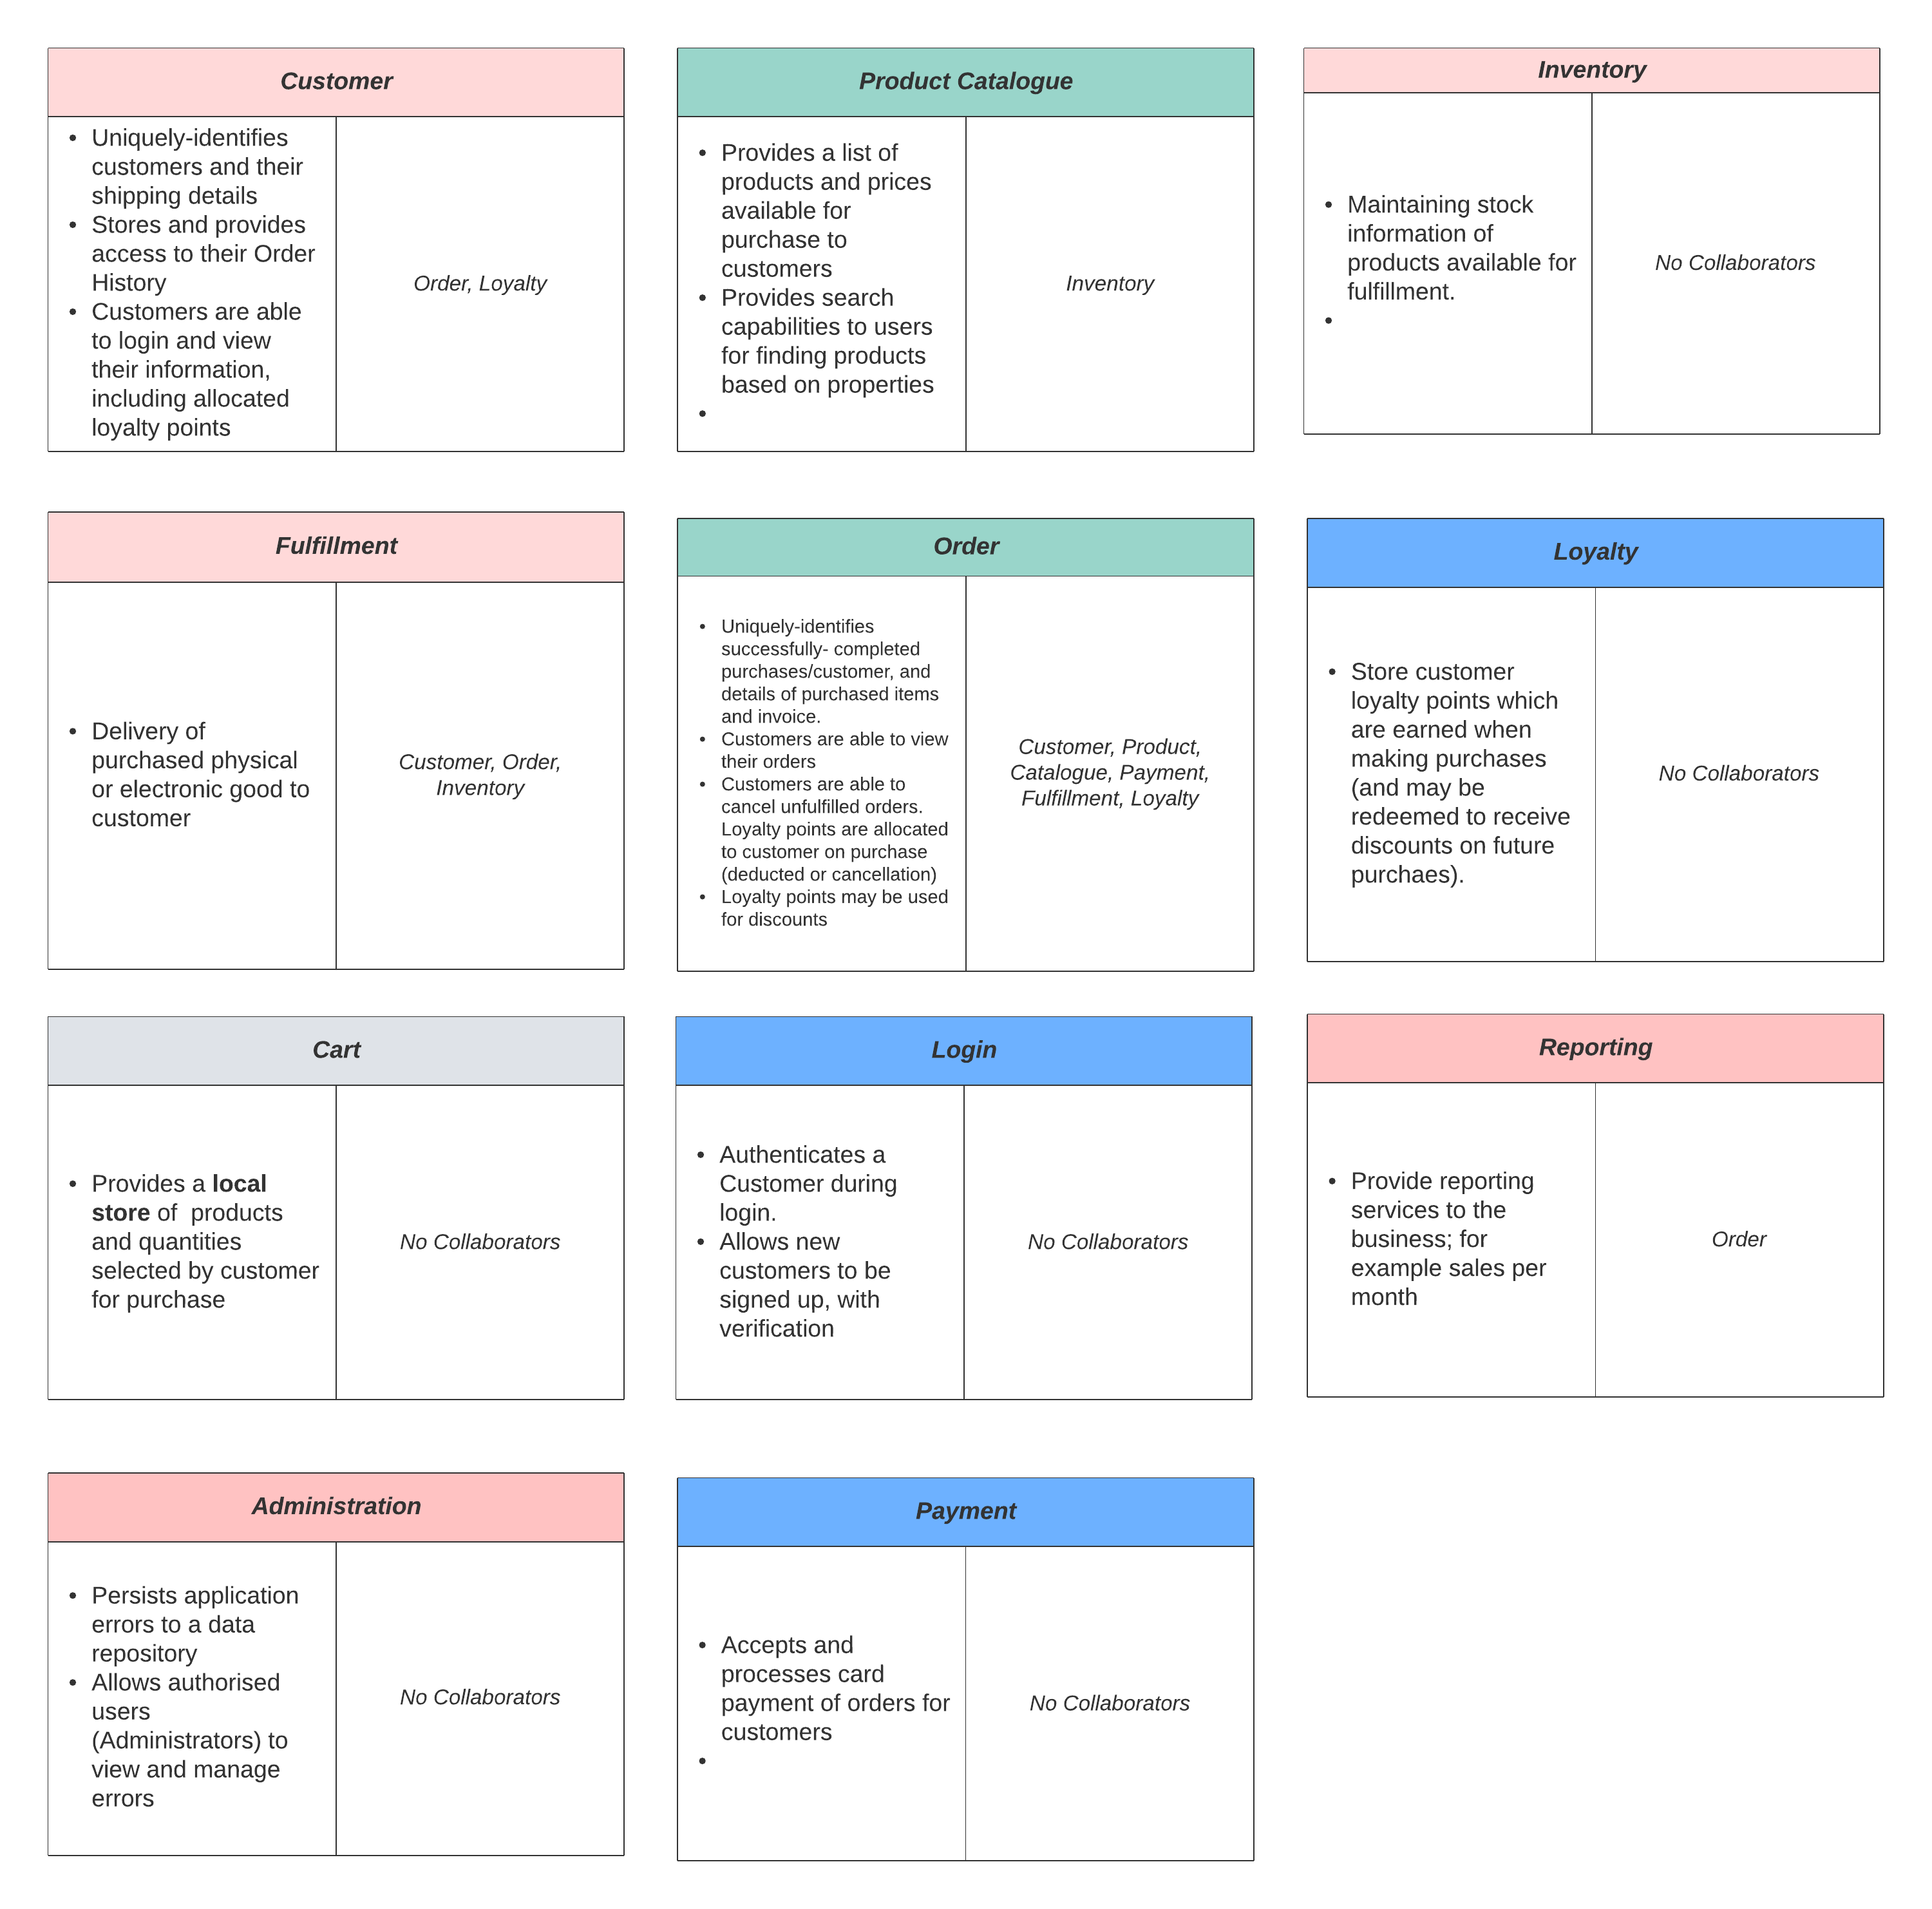 Customer
• Uniquely-identifies
customers and their
shipping details
• Stores and provides
access to their Order
History
• Customers are able
to login and view
their information,
including allocated
loyalty points
Order, Loyalty
Product Catalogue
• Provides a list of
products and prices
available for
purchase to
customers
• Provides search
capabilities to users
for finding products
based on properties
•
Inventory
Inventory
• Maintaining stock
information of
products available for
fulfillment.
•
No Collaborators
Fulfillment
• Delivery of
purchased physical
or electronic good to
customer
Customer, Order,
Inventory
Order
• Uniquely-identifies
successfully- completed
purchases/customer, and
details of purchased items
and invoice.
• Customers are able to view
their orders
• Customers are able to
cancel unfulfilled orders.
Loyalty points are allocated
to customer on purchase
(deducted or cancellation)
• Loyalty points may be used
for discounts
Customer, Product,
Catalogue, Payment,
Fulfillment, Loyalty
Loyalty
• Store customer
loyalty points which
are earned when
making purchases
(and may be
redeemed to receive
discounts on future
purchaes).
No Collaborators
Cart
• Provides a local
store of  products
and quantities
selected by customer
for purchase
No Collaborators
Login
• Authenticates a
Customer during
login.
• Allows new
customers to be
signed up, with
verification
No Collaborators
Reporting
• Provide reporting
services to the
business; for
example sales per
month
Order
Administration
• Persists application
errors to a data
repository
• Allows authorised
users
(Administrators) to
view and manage
errors
No Collaborators
Payment
• Accepts and
processes card
payment of orders for
customers
•
No Collaborators